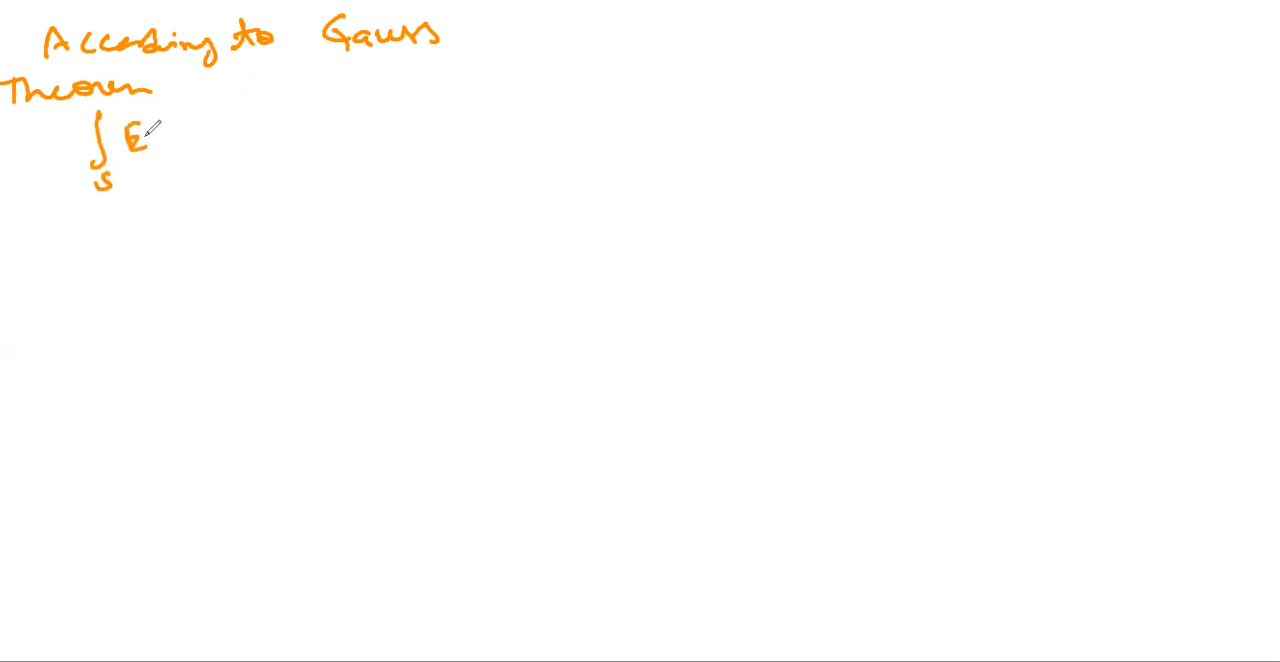 According to Gauss
Theorem
∫ E
S